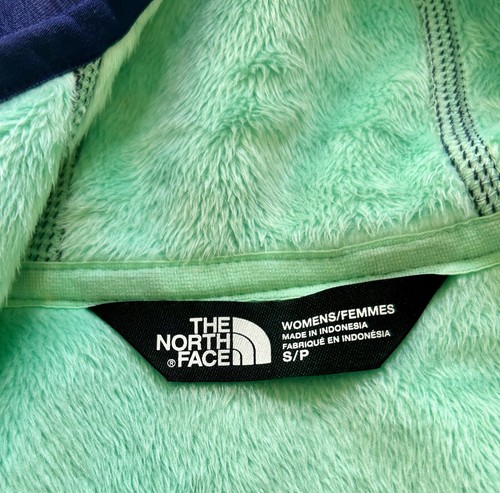 THE
NORTH
®FACE
WOMENS/FEMMES
MADE IN INDONESIA
FABRIQUÉ EN INDONÉSIA
S/P